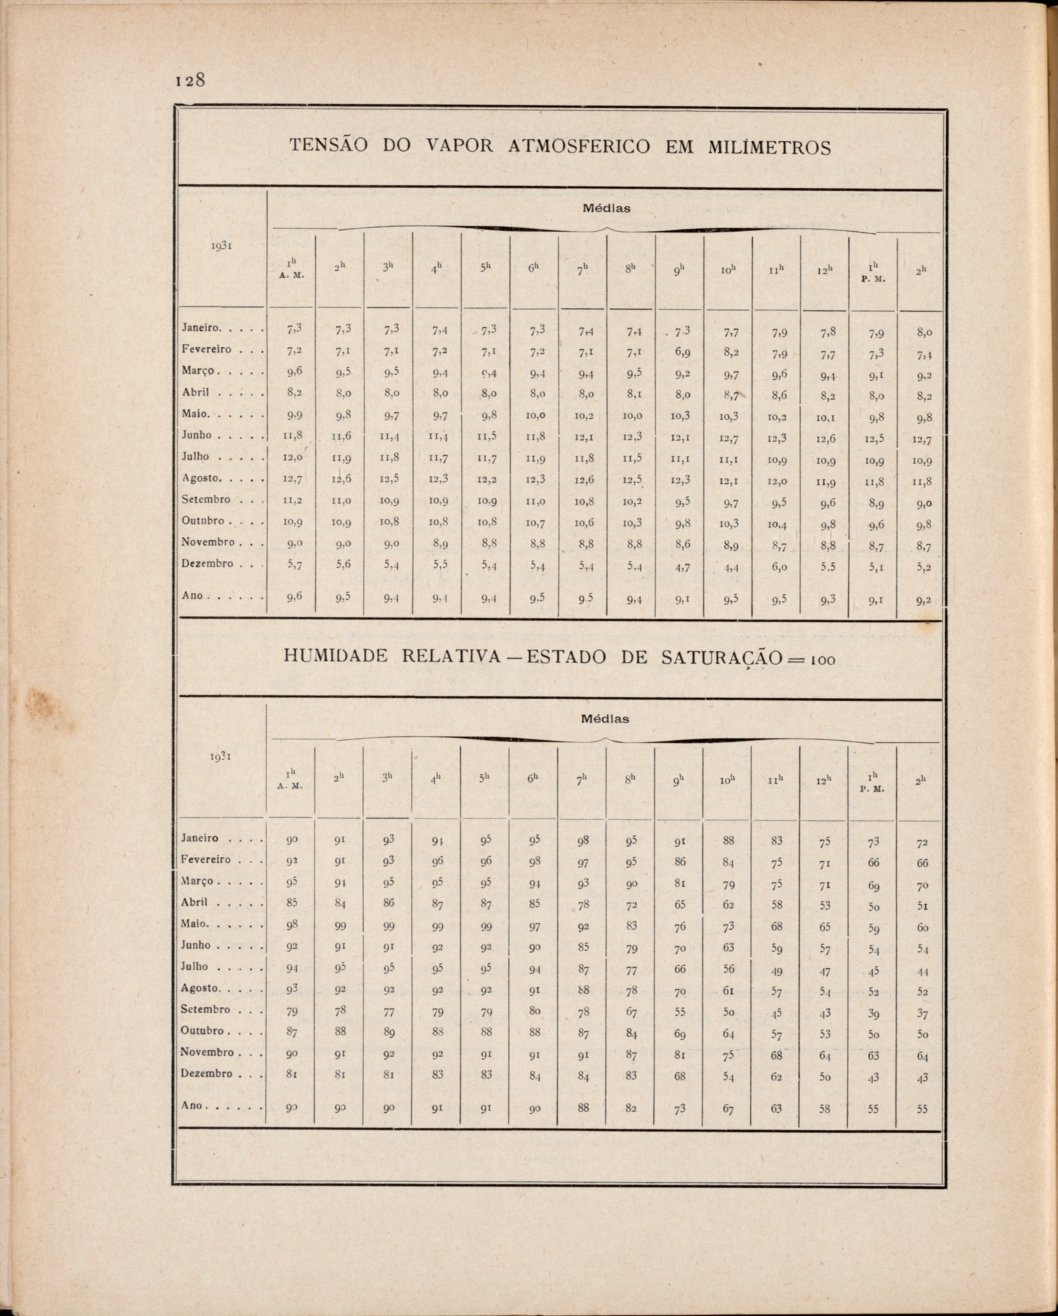 128
TENSÃO DO VAPOR ATMOSFERICO EM MILÍMETROS
1931 Médias
1h A. M. 2h 3h 4h 5h 6h 7h 8h 9h 10h 11h 12h 1h P. M. 2h
Janeiro. . . . . 7,3 7,3 7,3 7,4 7,3 7,3 7,4 7,4 7 3 7,7 7,9 7,8 7,9 8,0
Fevereiro . . . 7,2 7,1 7,1 7,2 7,1 7,2 7,1 7,1 6,9 8,2 7,9 7,7 7,3 7,4
Março . . . . . 9,6 9,5 9,5 9,4 9,4 9,4 9,4 9,5 9,2 9,7 9,6 9,4 9,1 9,2
Abril . . . . . 8,2 8,0 8,0 8,0 8,0 8,0 8,0 8,1 8,0 8,7 8,6 8,2 8,0 8,2
Maio. . . . . . 9,9 9,8 9,7 9,7 9,8 10,0 10,2 10,0 10,3 10,3 10,2 10,1 9,8 9,8
Junho . . . . . 11,8 11,6 11,4 11,4 11,5 11,8 12,1 12,3 12,1 12,7 12,3 12,6 12,5 12,7
Julho . . . . . 12,0 11,9 11,8 11,7 11,7 11,9 11,8 11,5 11,1 11,1 10,9 10,9 10,9 10,9
Agosto. . . . . 12,7 12,6 12,5 12,3 12,2 12,3 12,6 12,5 12,3 12,1 12,0 11,9 11,8 11,8
Setembro . . . 11,2 11,0 10,9 10,9 10,9 11,0 10,8 10,2 9,5 9,7 9,5 9,6 8,9 9,0
Outnbro . . . . 10,9 10,9 10,8 10,8 10,8 10,7 10,6 10,3 9,8 10,3 10,4 9,8 9,6 9,8
Novembro . . . 9,0 9,0 9,0 8,9 8,8 8,8 8,8 8,8 8,6 8,9 8,7 8,8 8,7 8,7
Dezembro . . . 5,7 5,6 5,4 5,5 5,4 5,4 5,4 5,4 4,7 4,4 6,0 5,5 5,1 5,2
Ano . . . . . . 9,6 9,5 9,4 9,4 9,4 9,5 9 5 9,4 9,1 9,5 9,5 9,3 9,1 9,2
HUMIDADE RELATIVA — ESTADO DE SATURAÇÃO = 100
1931 Médias
1h A. M. 2h 3h 4h 5h 6h 7h 8h 9h 10h 11h 12h 1h P. M. 2h
Janeiro . . . . 90 91 93 94 95 95 98 95 91 88 83 75 73 72
Fevereiro . . . 92 91 93 96 96 98 97 95 86 84 75 71 66 66
Março . . . . . 95 94 95 95 95 94 93 90 81 79 75 71 69 70
Abril . . . . . 85 84 86 87 87 85 78 72 65 62 58 53 50 51
Maio. . . . . . 98 99 99 99 99 97 92 83 76 73 68 65 59 60
Junho . . . . . 92 91 91 92 92 90 85 79 70 63 59 57 54 54
Julho . . . . . 94 95 95 95 95 94 87 77 66 56 49 47 45 44
Agosto. . . . . 93 92 92 92 92 91 88 78 70 61 57 54 52 52
Setembro . . . 79 78 77 79 79 80 78 67 55 50 45 43 39 37
Outubro . . . . 87 88 89 88 88 88 87 84 69 64 57 53 50 50
Novembro . . . 90 91 92 92 91 91 91 87 81 75 68 64 63 64
Dezembro . . . 81 81 81 83 83 84 84 83 68 54 62 50 43 43
Ano . . . . . . 90 90 90 91 91 90 88 82 73 67 63 58 55 55